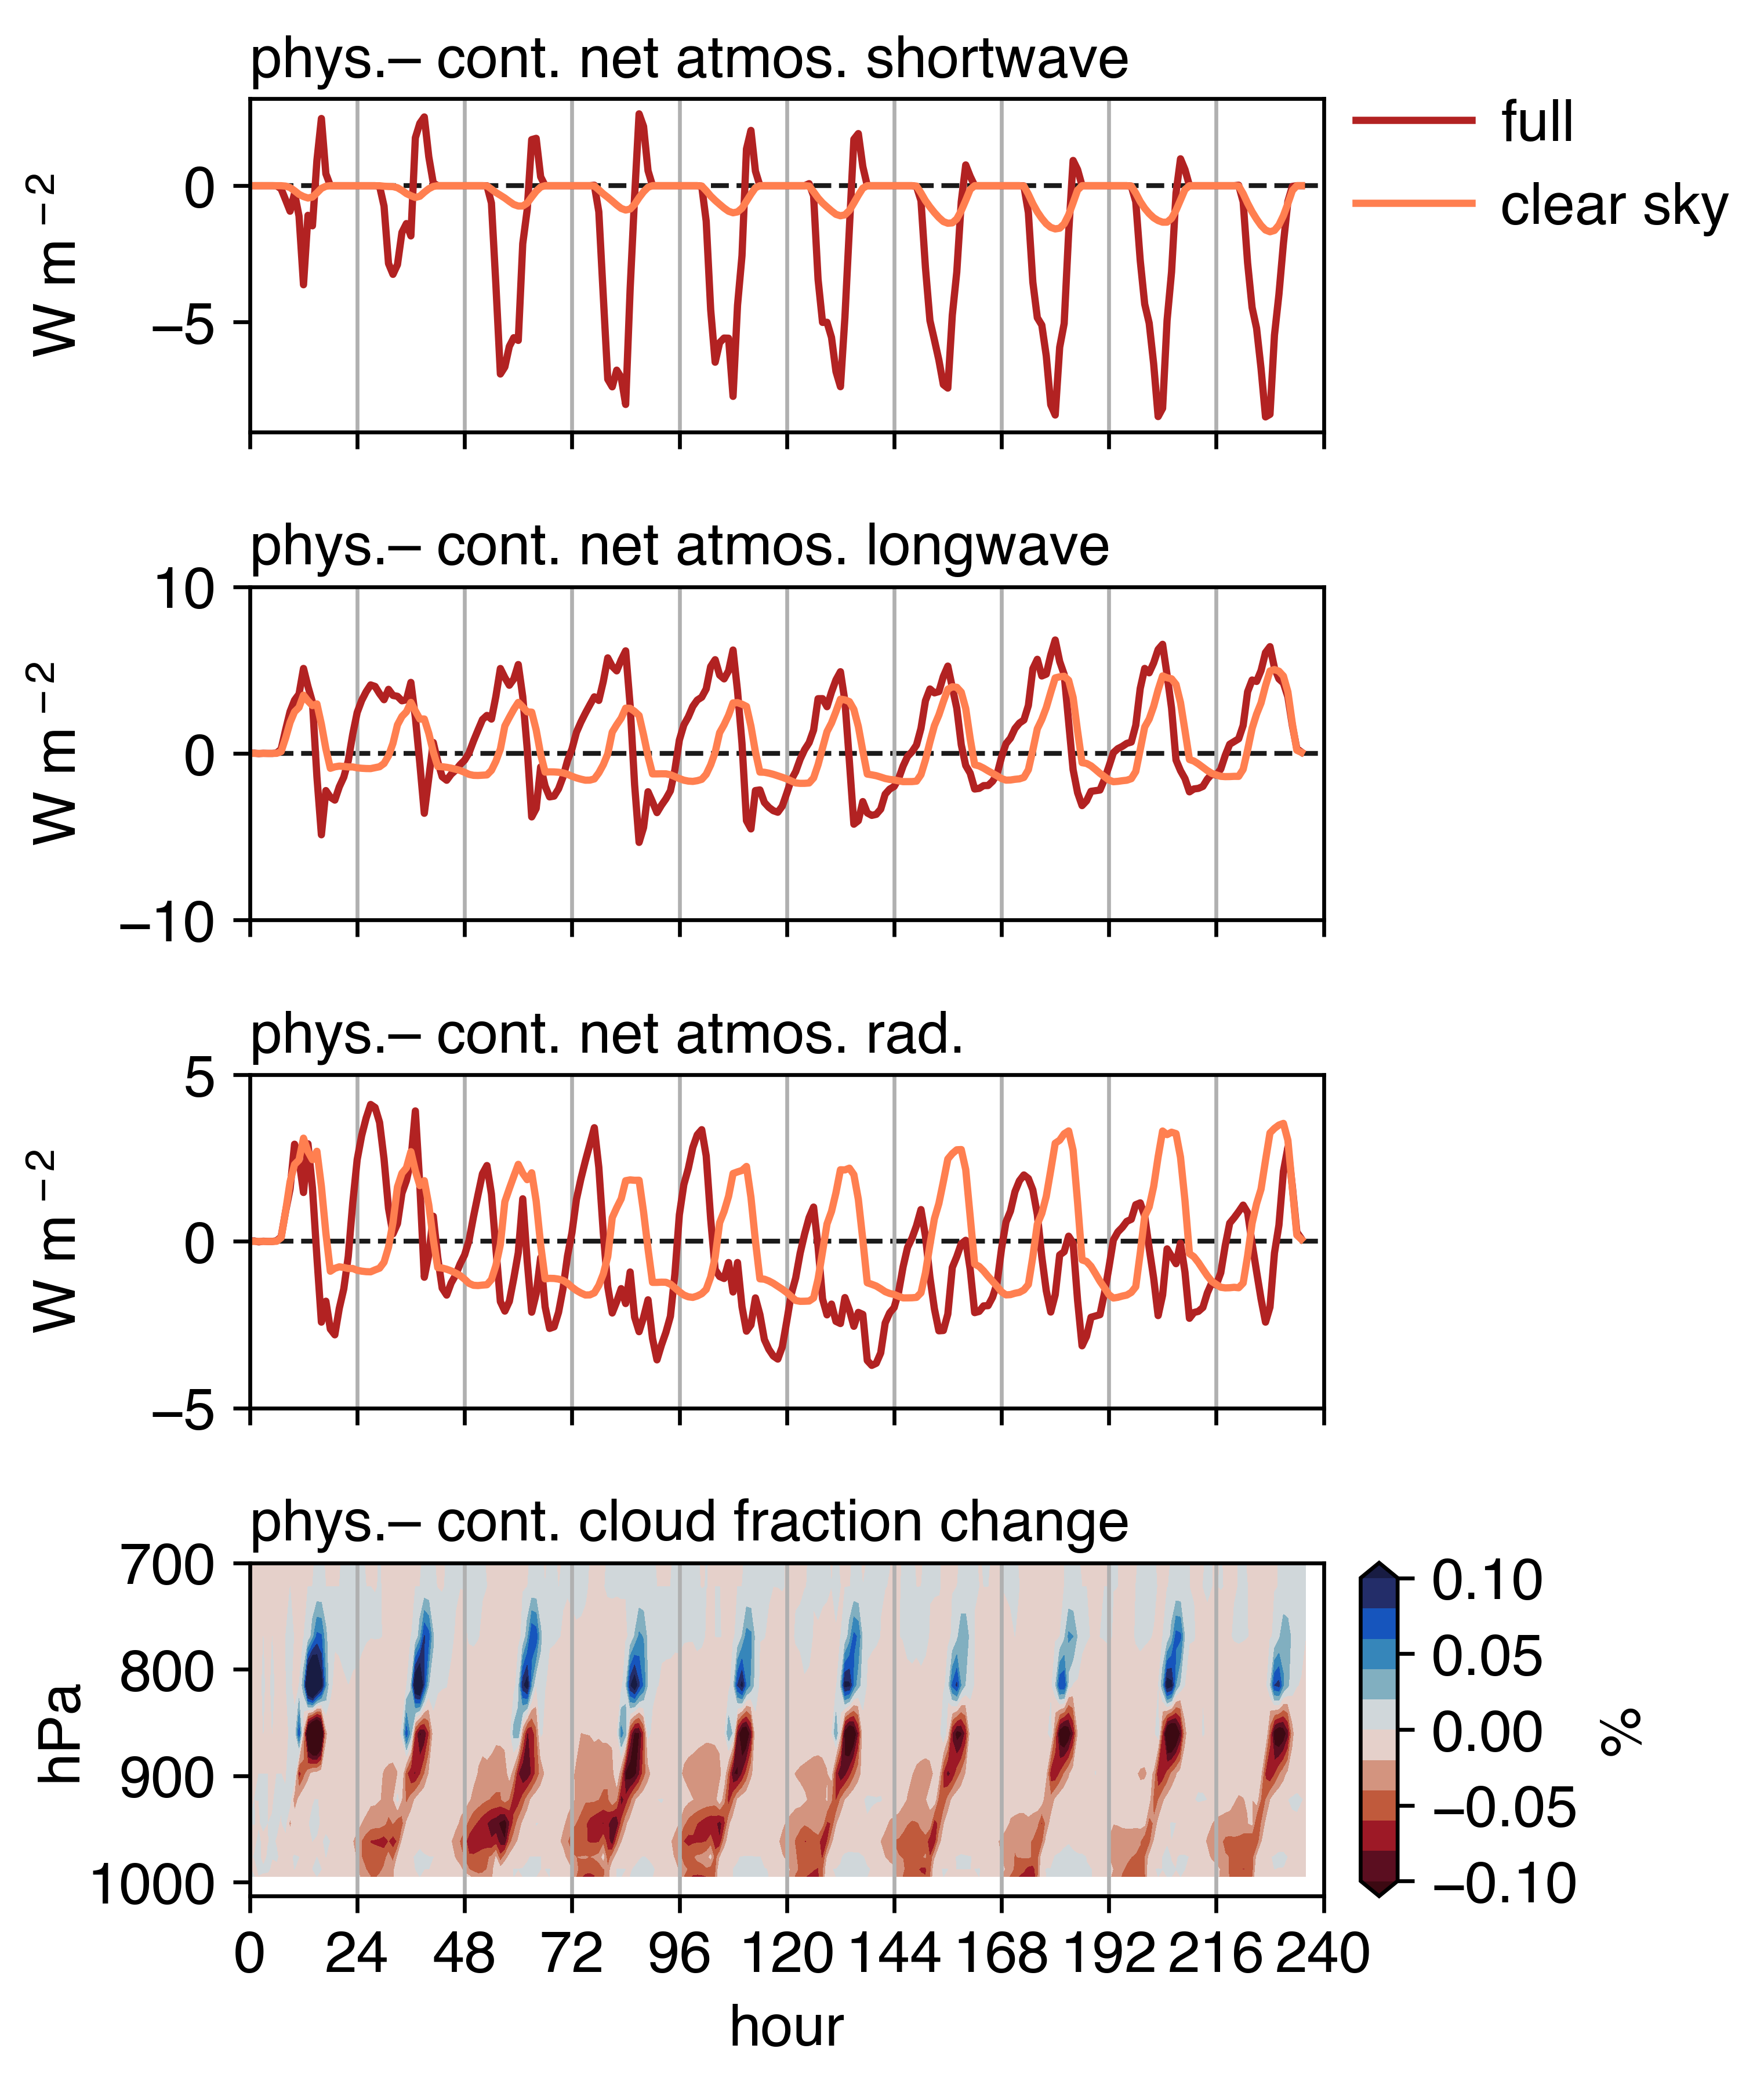 phys.– cont. net atmos. shortwave
full
clear sky
0
−5
W m −2
phys.– cont. net atmos. longwave
10
0
−10
W m −2
phys.– cont. net atmos. rad.
5
0
−5
W m −2
phys.– cont. cloud fraction change
700
800
900
1000
hPa
0.10
0.05
0.00
−0.05
−0.10
%
0 24 48 72 96 120 144 168 192 216 240
hour